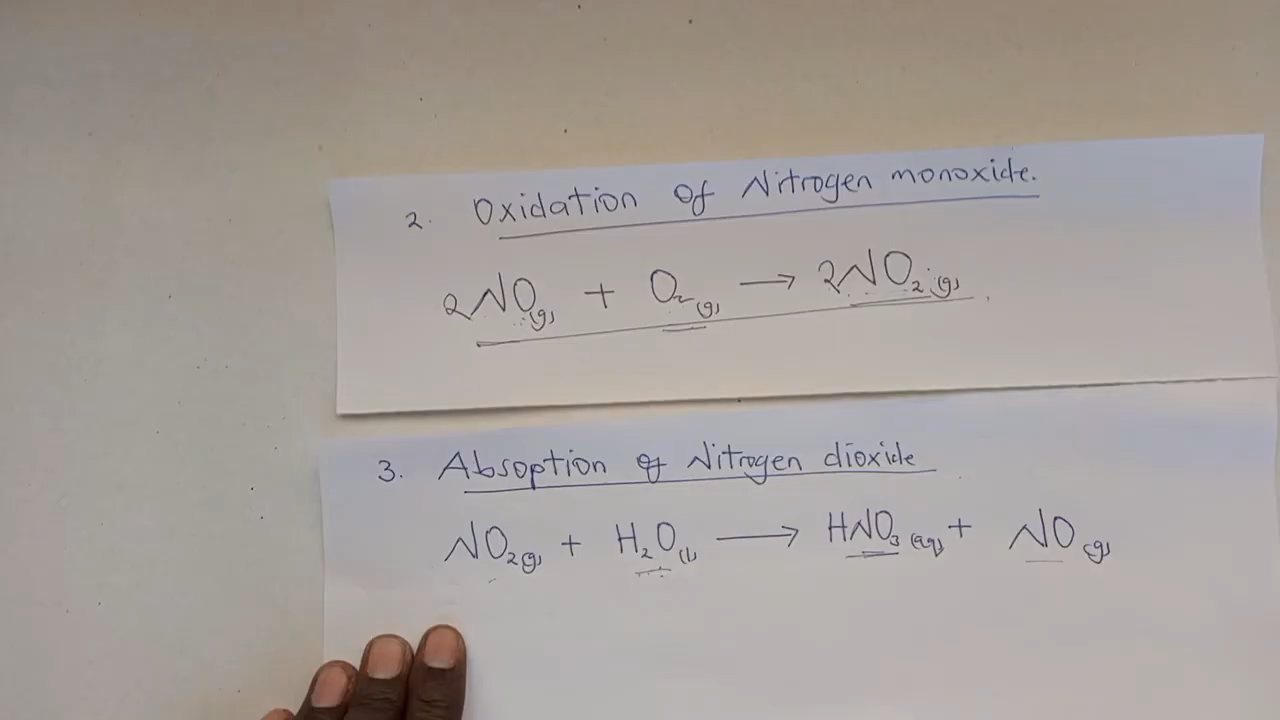 2. Oxidation of Nitrogen monoxide.
2NO(g) + O2(g) → 2NO2(g)
3. Absoption of Nitrogen dioxide
NO2(g) + H2O(l) → HNO3(aq) + NO(g)